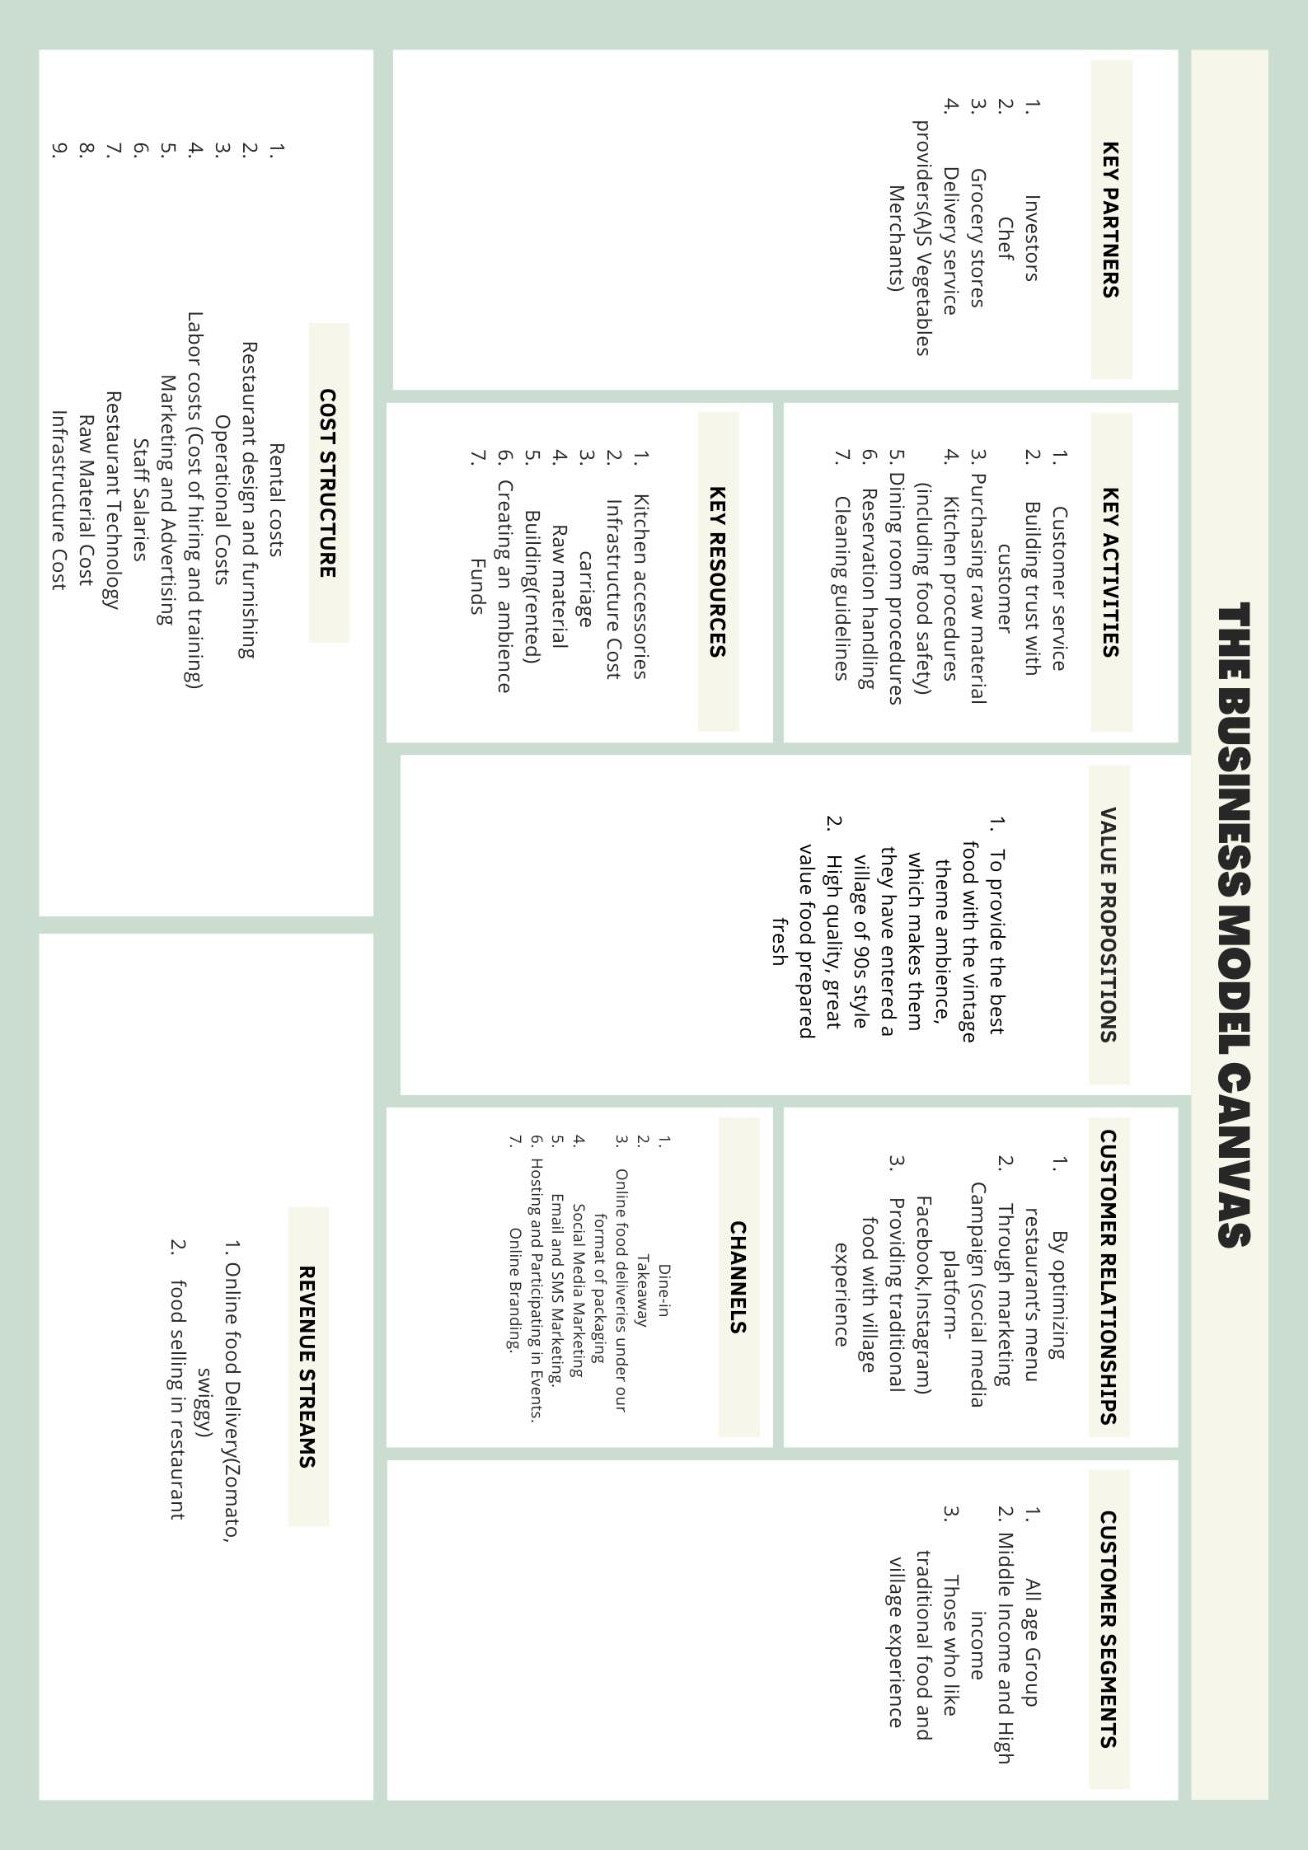 THE BUSINESS MODEL CANVAS
KEY PARTNERS
1. Investors
2. Chef
3. Grocery stores
4. Delivery service
providers(AJS Vegetables
Merchants)
KEY ACTIVITIES
1. Customer service
2. Building trust with
customer
3. Purchasing raw material
4. Kitchen procedures
(including food safety)
5. Dining room procedures
6. Reservation handling
7. Cleaning guidelines
KEY RESOURCES
1. Kitchen accessories
2. Infrastructure Cost
3. carriage
4. Raw material
5. Building(rented)
6. Creating an ambience
7. Funds
VALUE PROPOSITIONS
1. To provide the best
food with the vintage
theme ambience,
which makes them
they have entered a
village of 90s style
2. High quality, great
value food prepared
fresh
CUSTOMER RELATIONSHIPS
1. By optimizing
restaurant's menu
2. Through marketing
Campaign (social media
platform-
Facebook,Instagram)
3. Providing traditional
food with village
experience
CHANNELS
1. Dine-in
2. Takeaway
3. Online food deliveries under our
format of packaging
4. Social Media Marketing
5. Email and SMS Marketing.
6. Hosting and Participating in Events.
7. Online Branding.
CUSTOMER SEGMENTS
1. All age Group
2. Middle Income and High
income
3. Those who like
traditional food and
village experience
COST STRUCTURE
1. Rental costs
2. Restaurant design and furnishing
3. Operational Costs
4. Labor costs (Cost of hiring and training)
5. Marketing and Advertising
6. Staff Salaries
7. Restaurant Technology
8. Raw Material Cost
9. Infrastructure Cost
REVENUE STREAMS
1. Online food Delivery(Zomato,
swiggy)
2. food selling in restaurant